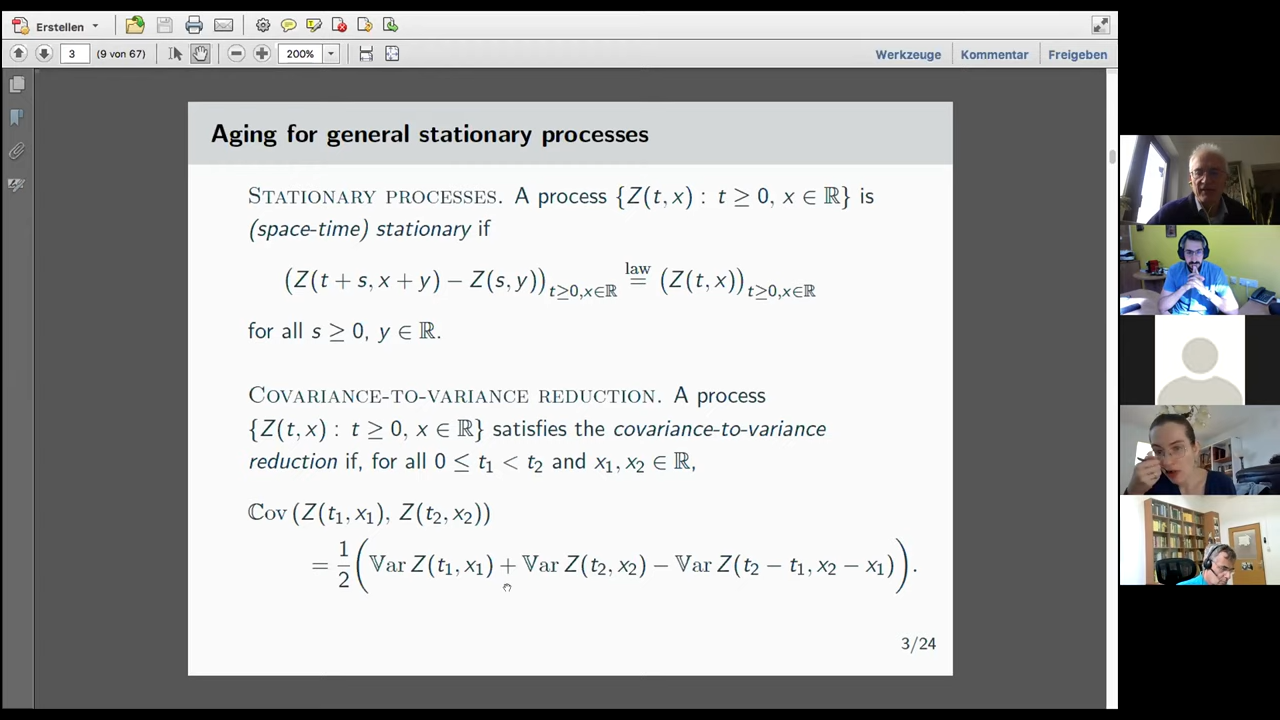 Erstellen
3 (9 von 67) 200% Werkzeuge Kommentar Freigeben
Aging for general stationary processes
STATIONARY PROCESSES. A process {Z(t, x) : t ≥ 0, x ∈ ℝ} is
(space-time) stationary if
(Z(t + s, x + y) − Z(s, y))_{t≥0,x∈ℝ} \overset{law}{=} (Z(t, x))_{t≥0,x∈ℝ}
for all s ≥ 0, y ∈ ℝ.
COVARIANCE-TO-VARIANCE REDUCTION. A process
{Z(t, x) : t ≥ 0, x ∈ ℝ} satisfies the covariance-to-variance
reduction if, for all 0 ≤ t₁ < t₂ and x₁, x₂ ∈ ℝ,
ℂov (Z(t₁, x₁), Z(t₂, x₂))
= \frac{1}{2} (𝕍ar Z(t₁, x₁) + 𝕍ar Z(t₂, x₂) − 𝕍ar Z(t₂ − t₁, x₂ − x₁)).
3/24